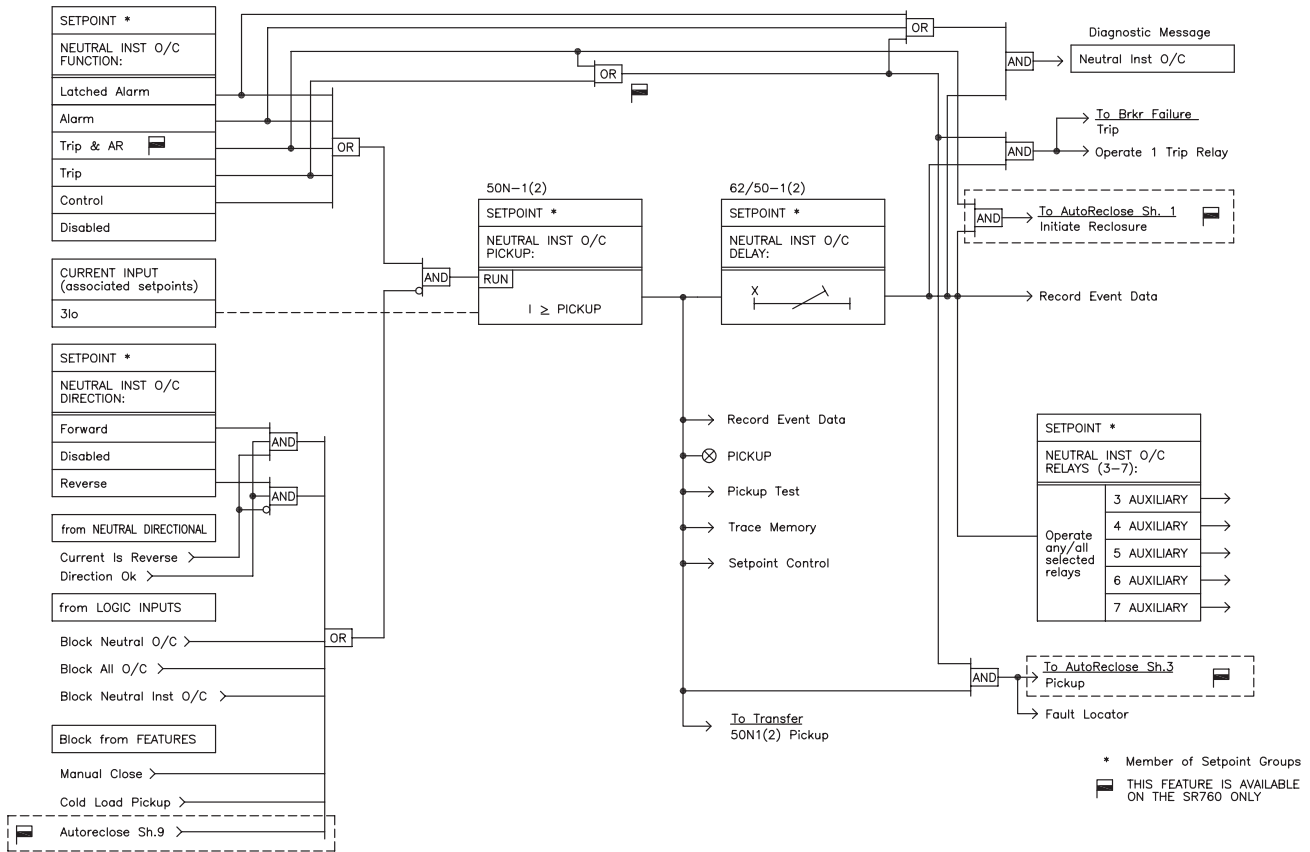 SETPOINT *
NEUTRAL INST O/C
FUNCTION:
Latched Alarm
Alarm
Trip & AR
Trip
Control
Disabled
OR
CURRENT INPUT
(associated setpoints)
3Io
SETPOINT *
NEUTRAL INST O/C
DIRECTION:
Forward
Disabled
Reverse
AND
AND
from NEUTRAL DIRECTIONAL
Current Is Reverse
Direction Ok
from LOGIC INPUTS
Block Neutral O/C
Block All O/C
Block Neutral Inst O/C
OR
Block from FEATURES
Manual Close
Cold Load Pickup
Autoreclose Sh.9
AND
50N-1(2)
SETPOINT *
NEUTRAL INST O/C
PICKUP:
RUN
I ≥ PICKUP
62/50-1(2)
SETPOINT *
NEUTRAL INST O/C
DELAY:
X
OR
OR
Record Event Data
PICKUP
Pickup Test
Trace Memory
Setpoint Control
To Transfer
50N1(2) Pickup
AND
Diagnostic Message
Neutral Inst O/C
AND
To Brkr Failure
Trip
Operate 1 Trip Relay
AND
To AutoReclose Sh. 1
Initiate Reclosure
Record Event Data
SETPOINT *
NEUTRAL INST O/C
RELAYS (3-7):
Operate
any/all
selected
relays
3 AUXILIARY
4 AUXILIARY
5 AUXILIARY
6 AUXILIARY
7 AUXILIARY
AND
To AutoReclose Sh.3
Pickup
Fault Locator
* Member of Setpoint Groups
THIS FEATURE IS AVAILABLE
ON THE SR760 ONLY